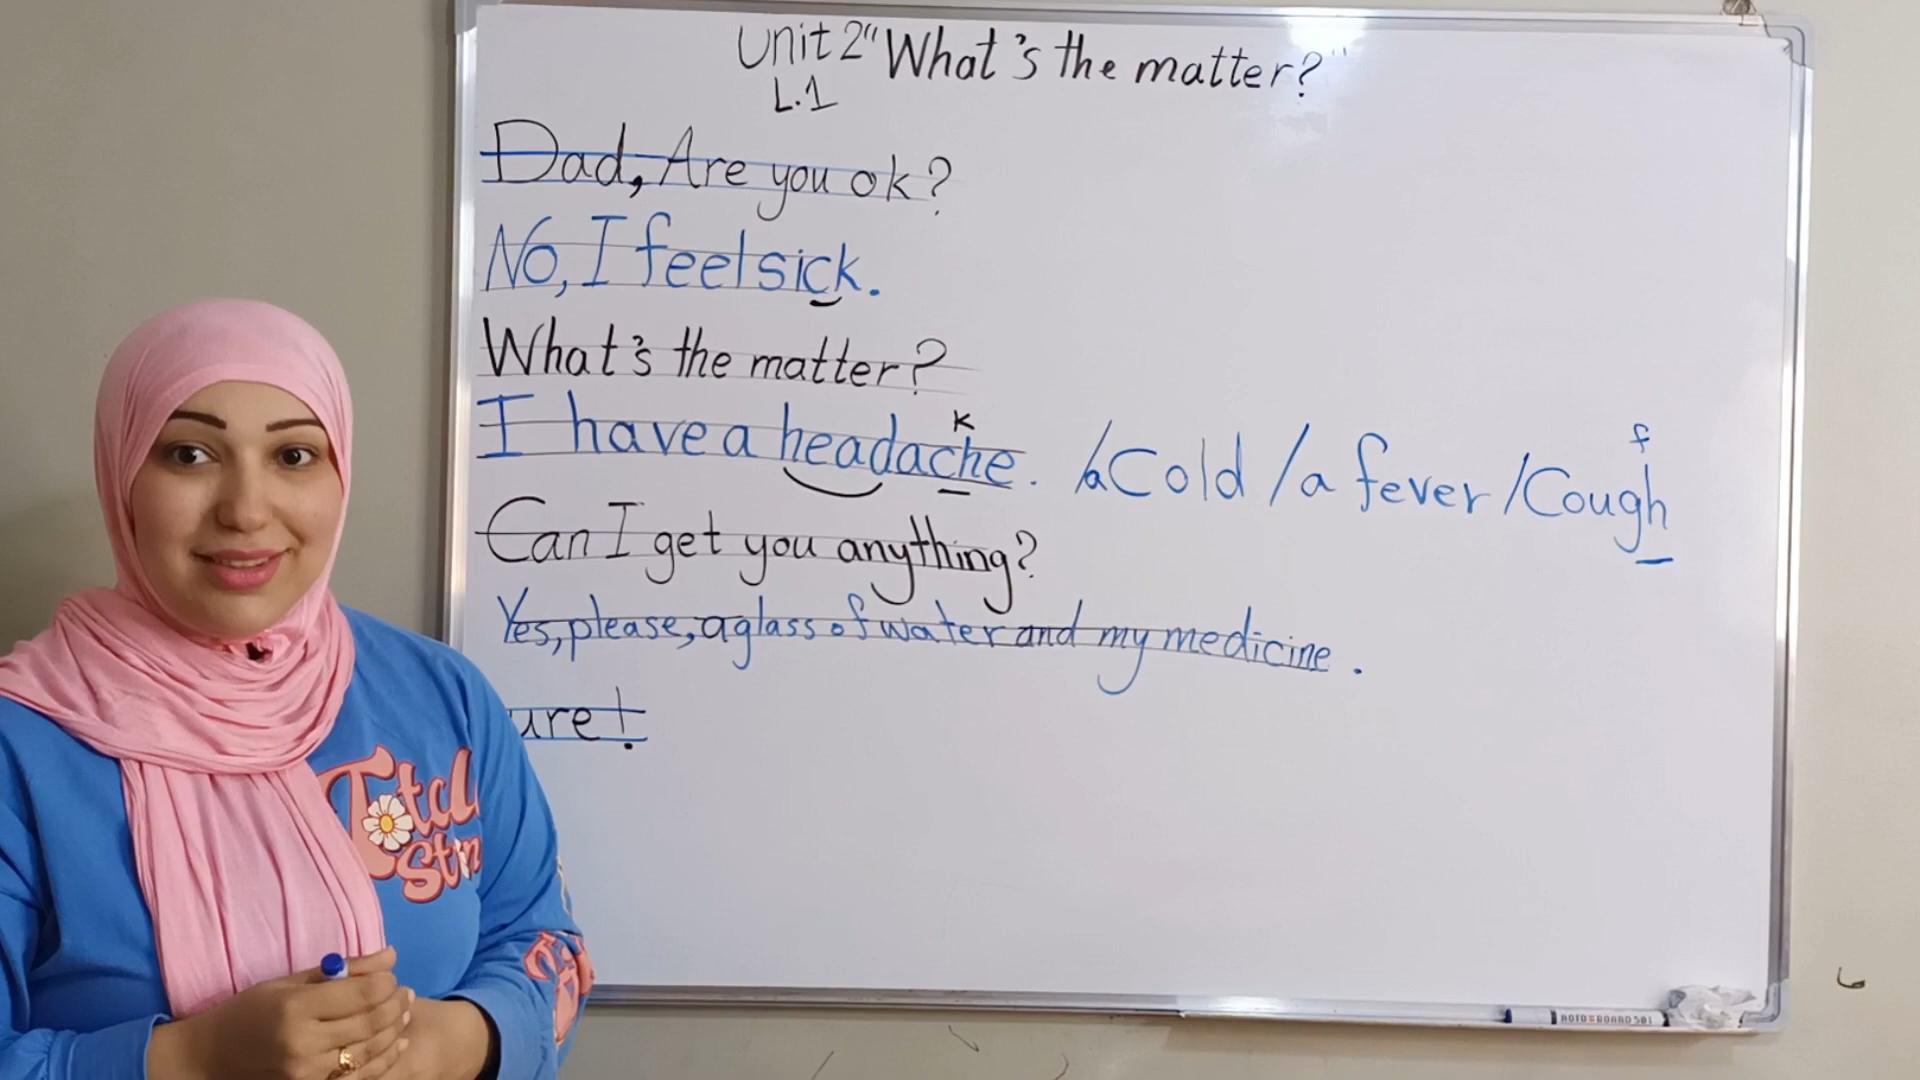 Unit 2 "What's the matter?"
L.1
Dad, Are you ok?
No, I feel sick.
What's the matter?
k
f
I have a headache. /a Cold /a fever /Cough
Can I get you anything?
Yes, please, a glass of water and my medicine.
ure!